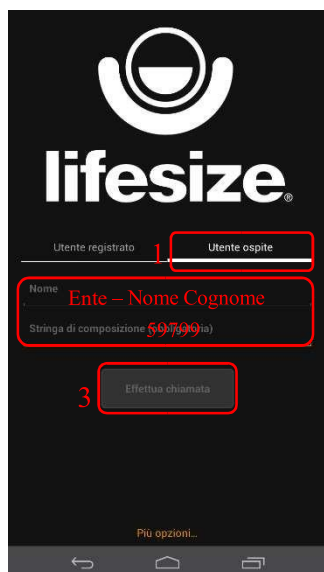 lifesize®
Utente registrato
1
Utente ospite
Nome
Ente – Nome Cognome
Stringa di composizione (obbligatoria)
59799
3
Effettua chiamata
Più opzioni...